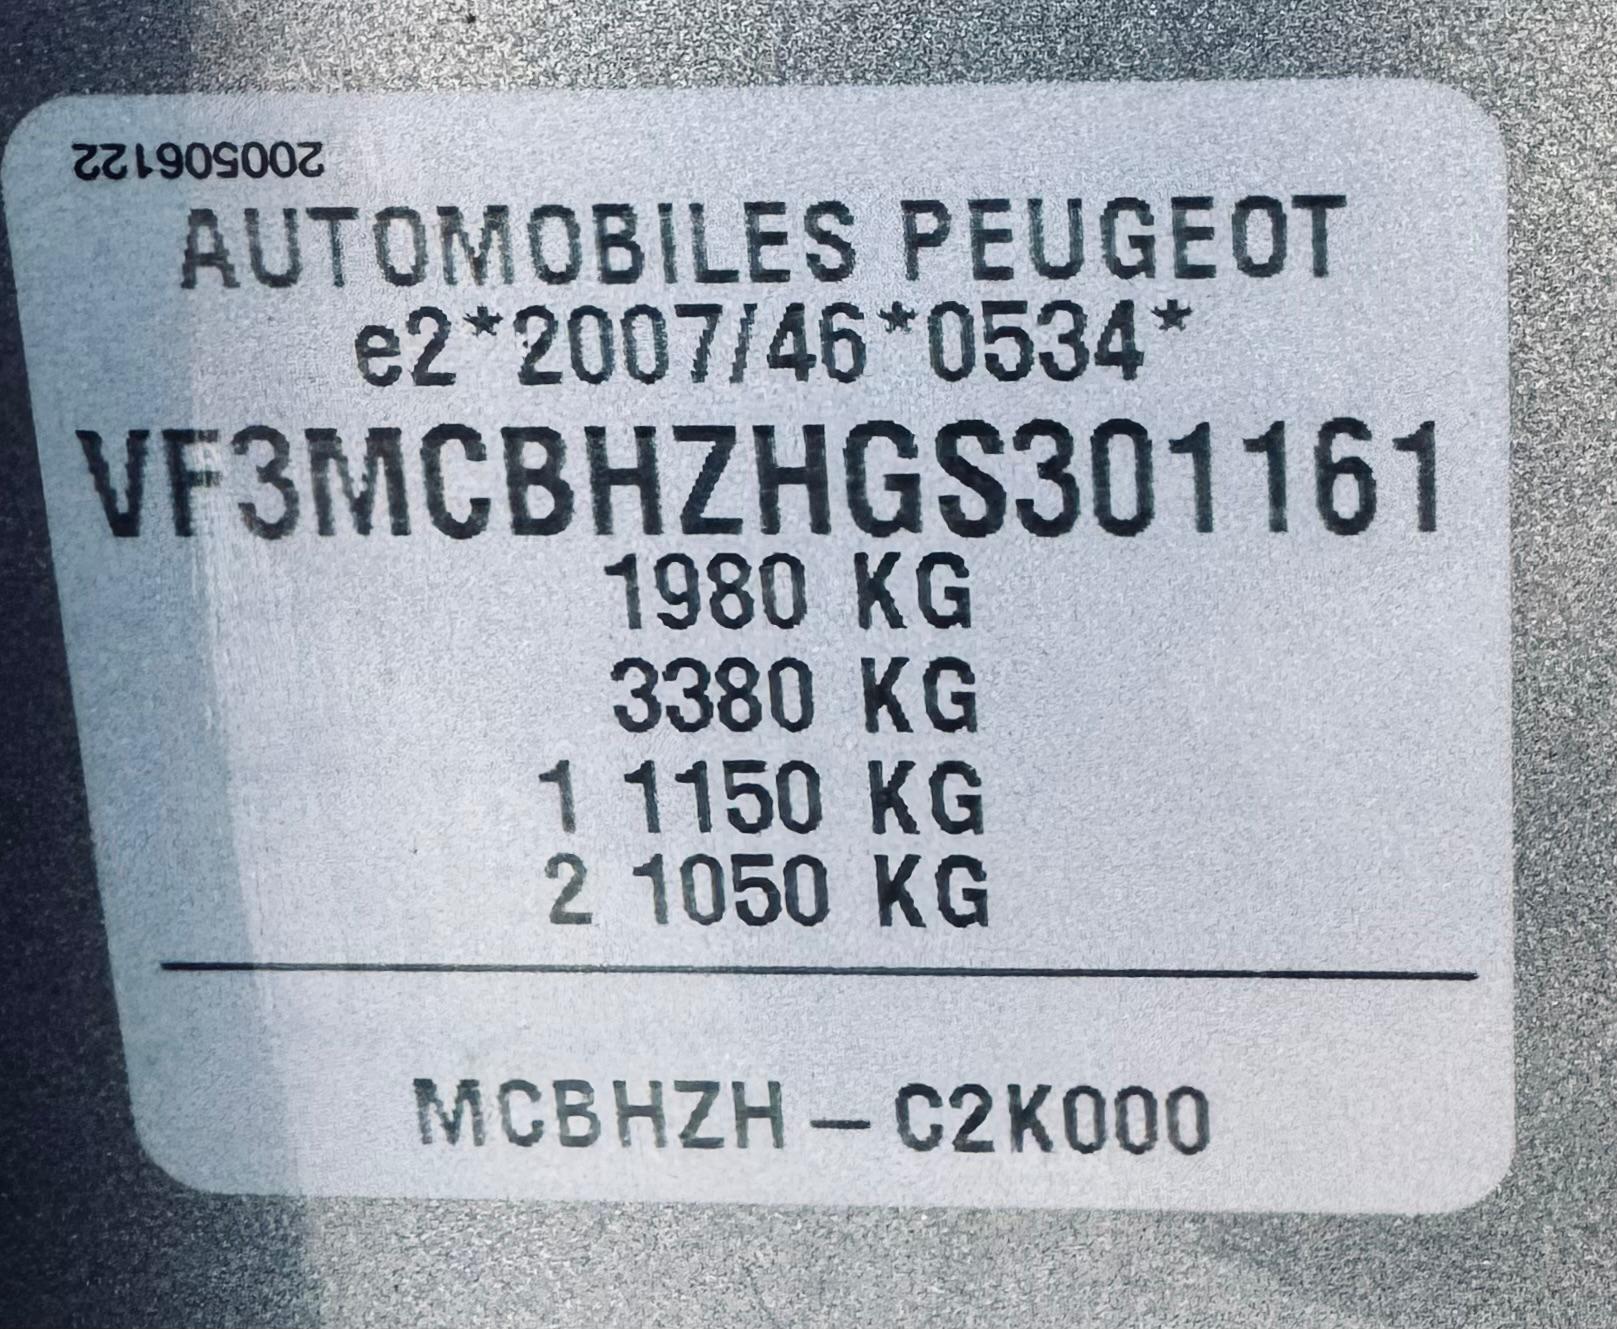 200506122
AUTOMOBILES PEUGEOT
e2*2007/46*0534*
VF3MCBHZHGS301161
1980 KG
3380 KG
1 1150 KG
2 1050 KG
MCBHZH – C2K000